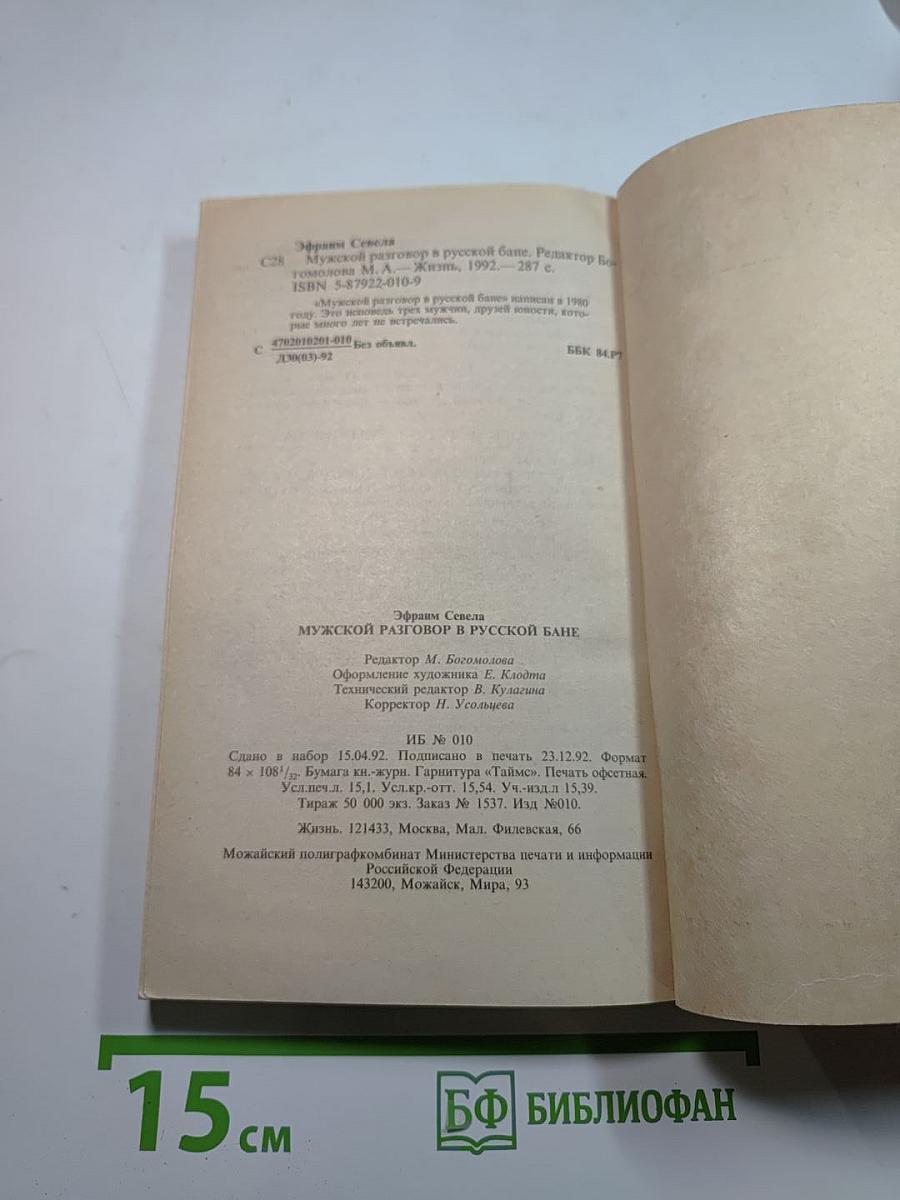 Эфраим Севела
С28 Мужской разговор в русской бане. Редактор Бо-
гомолова М. А.— Жизнь, 1992.— 287 с.
ISBN 5-87922-010-9
«Мужской разговор в русской бане» написан в 1980
году. Это исповедь трех мужчин, друзей юности, кото-
рые много лет не встречались.
С 4702010201-010 Без объявл.
Д30(03)-92
ББК 84.Р7
Эфраим Севела
МУЖСКОЙ РАЗГОВОР В РУССКОЙ БАНЕ
Редактор М. Богомолова
Оформление художника Е. Клодта
Технический редактор В. Кулагина
Корректор Н. Усольцева
ИБ № 010
Сдано в набор 15.04.92. Подписано в печать 23.12.92. Формат
84 × 108¹/₃₂. Бумага кн.-журн. Гарнитура «Таймс». Печать офсетная.
Усл.печ.л. 15,1. Усл.кр.-отт. 15,54. Уч.-изд.л 15,39.
Тираж 50 000 экз. Заказ № 1537. Изд №010.
Жизнь. 121433, Москва, Мал. Филевская, 66
Можайский полиграфкомбинат Министерства печати и информации
Российской Федерации
143200, Можайск, Мира, 93
15 см
БФ БИБЛИОФАН